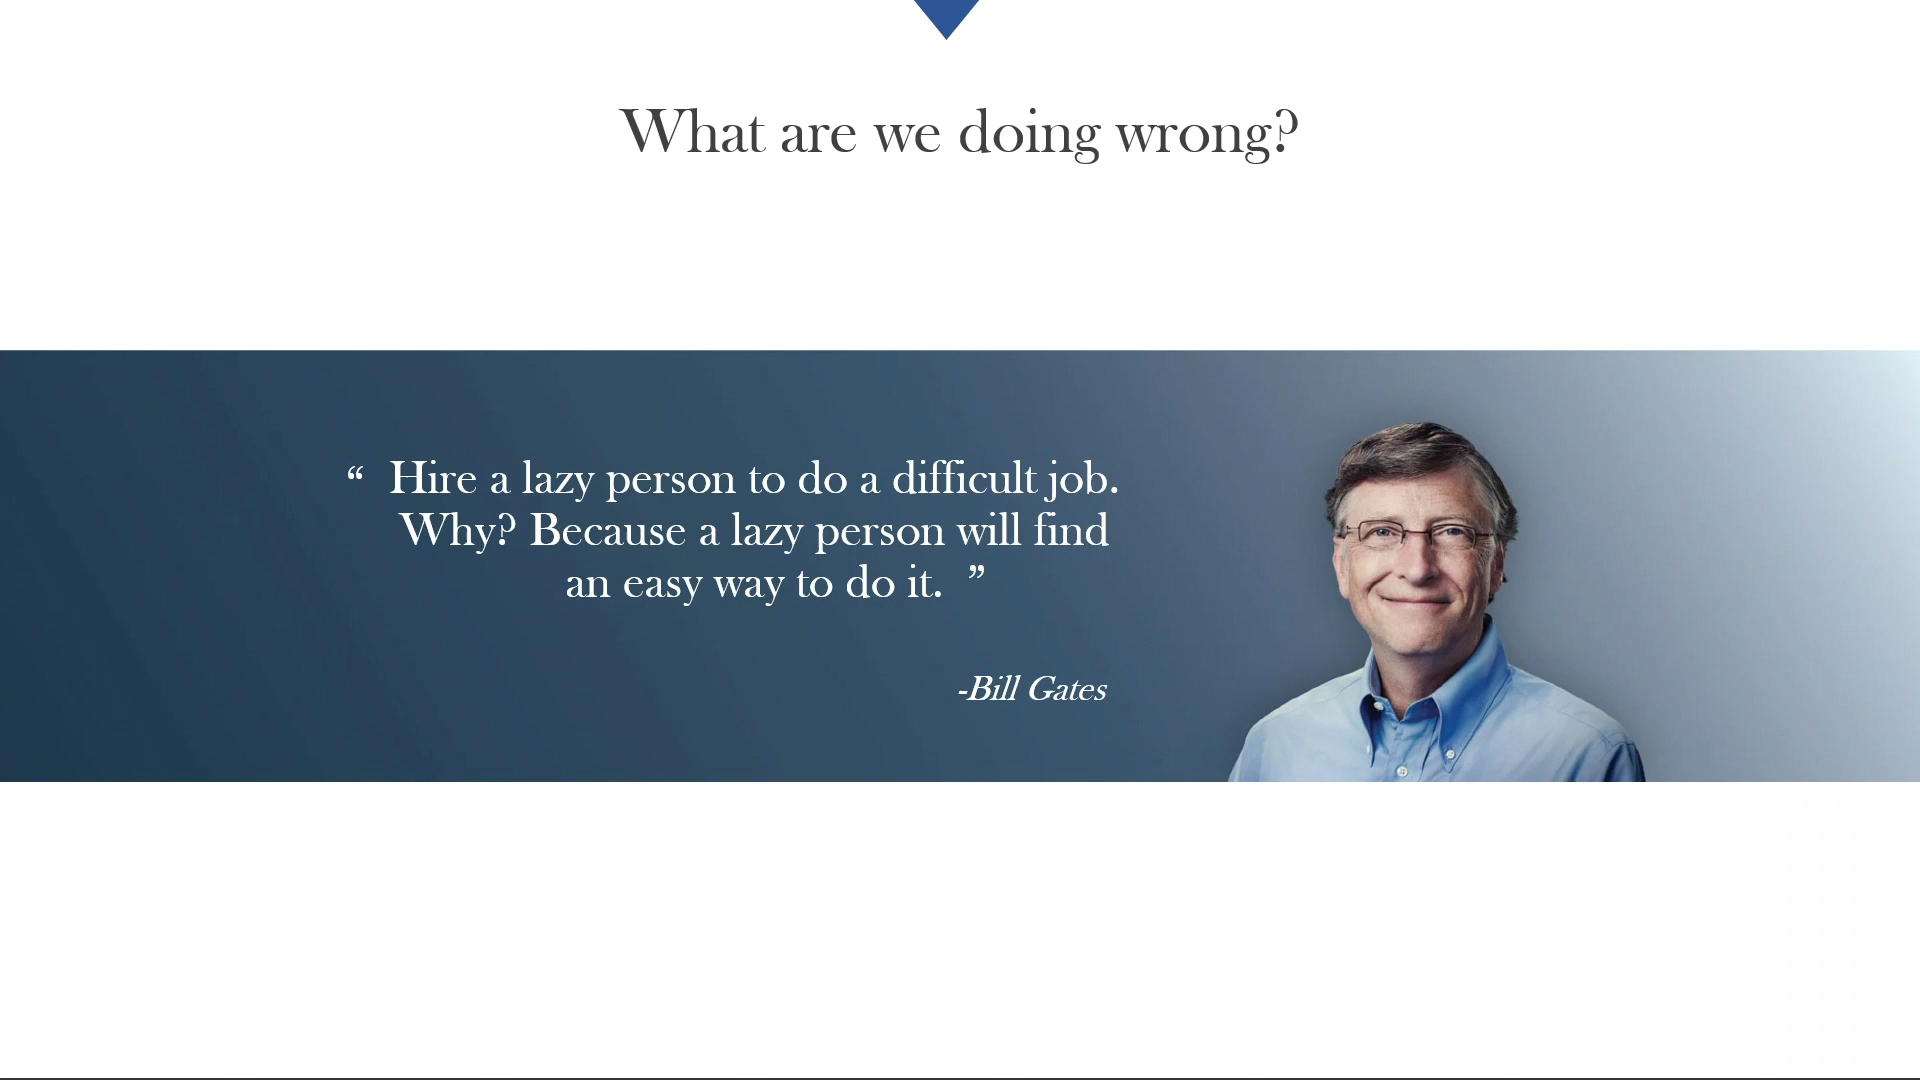 What are we doing wrong?
“ Hire a lazy person to do a difficult job.
Why? Because a lazy person will find
an easy way to do it. ”
-Bill Gates